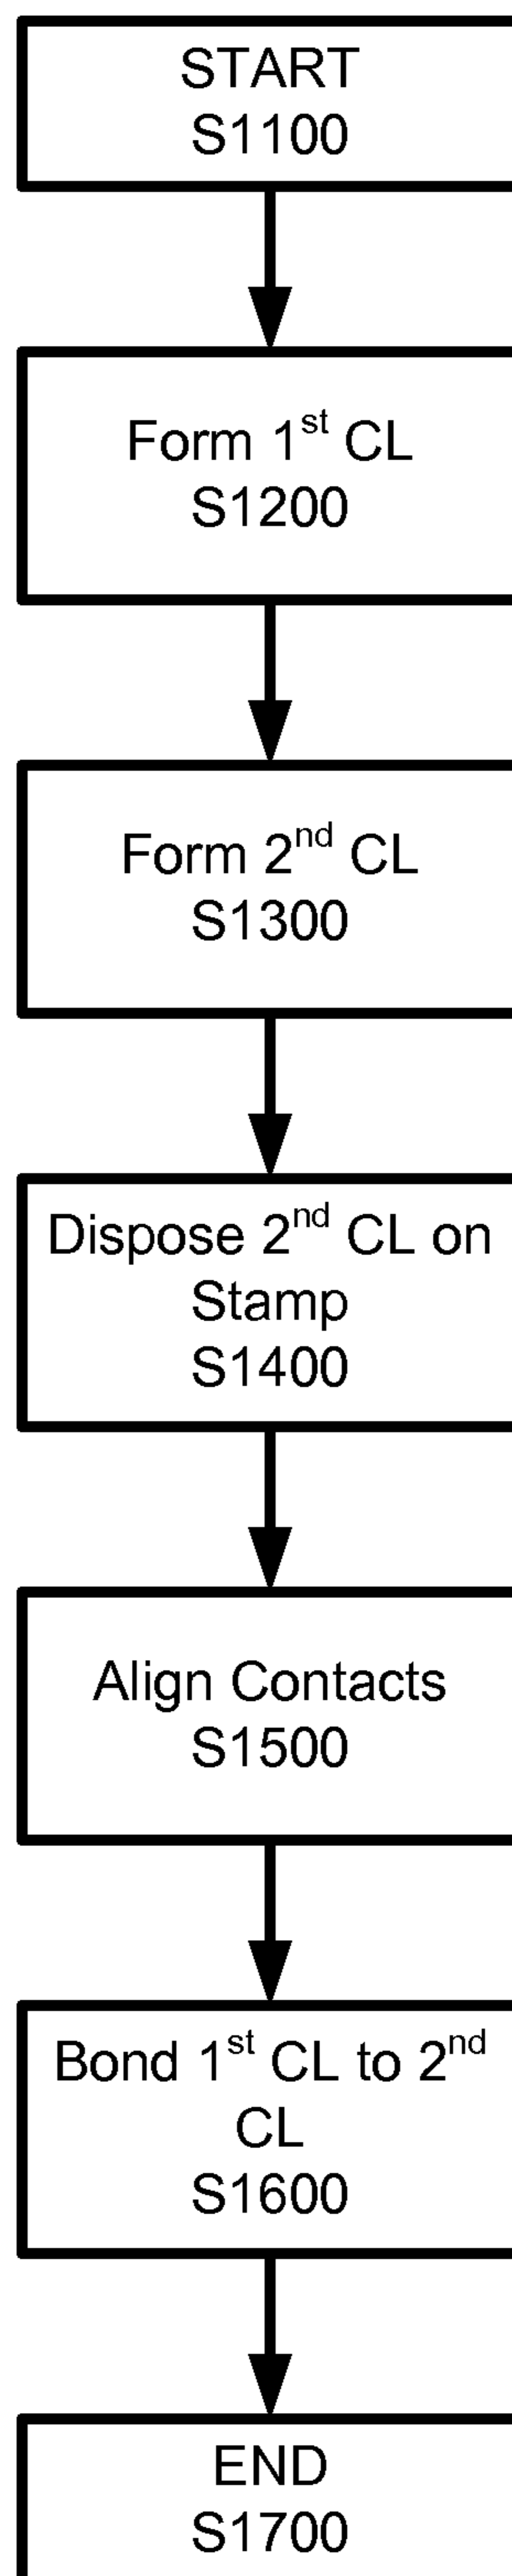 START
S1100
Form 1st CL
S1200
Form 2nd CL
S1300
Dispose 2nd CL on
Stamp
S1400
Align Contacts
S1500
Bond 1st CL to 2nd
CL
S1600
END
S1700